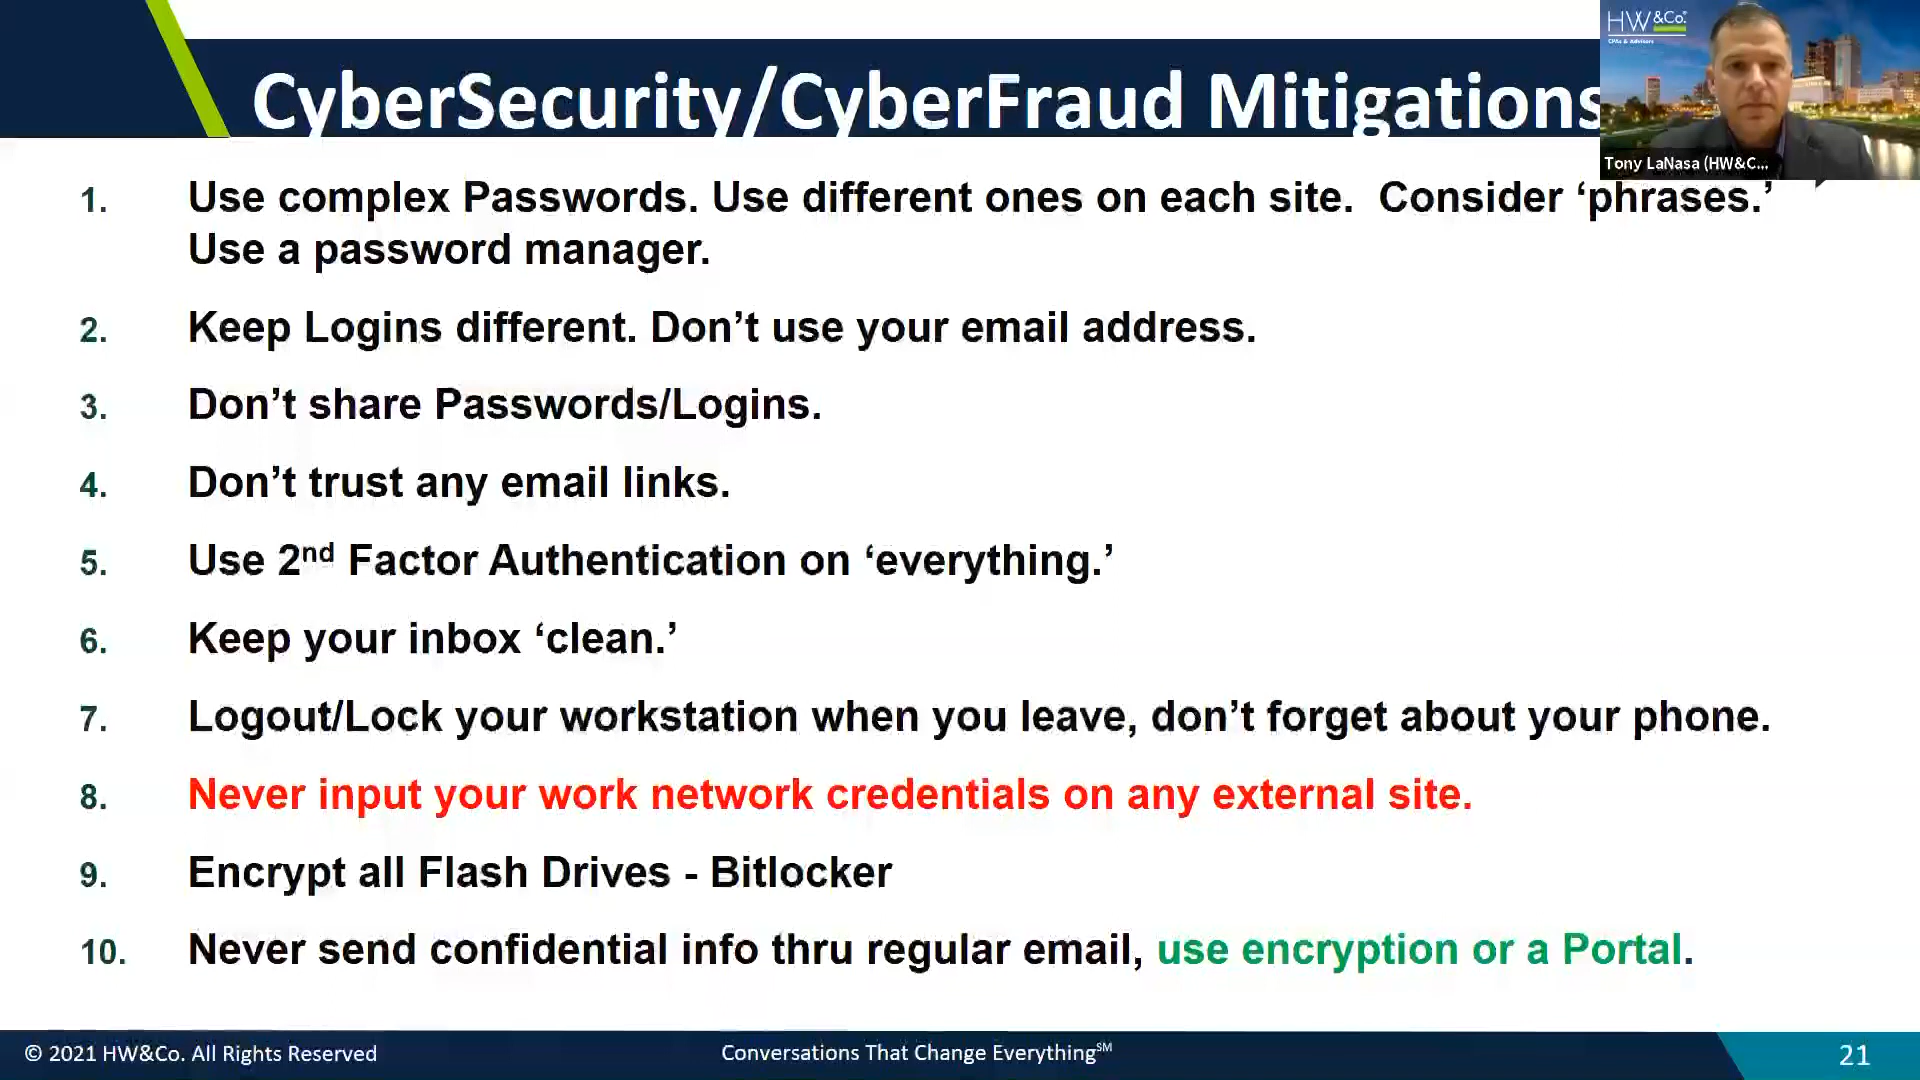 CyberSecurity/CyberFraud Mitigations
HW&Co.
CPAs & Advisors
Tony LaNasa (HW&C...
1. Use complex Passwords. Use different ones on each site. Consider ‘phrases.’
Use a password manager.
2. Keep Logins different. Don’t use your email address.
3. Don’t share Passwords/Logins.
4. Don’t trust any email links.
5. Use 2nd Factor Authentication on ‘everything.’
6. Keep your inbox ‘clean.’
7. Logout/Lock your workstation when you leave, don’t forget about your phone.
8. Never input your work network credentials on any external site.
9. Encrypt all Flash Drives - Bitlocker
10. Never send confidential info thru regular email, use encryption or a Portal.
© 2021 HW&Co. All Rights Reserved
Conversations That Change Everything℠
21